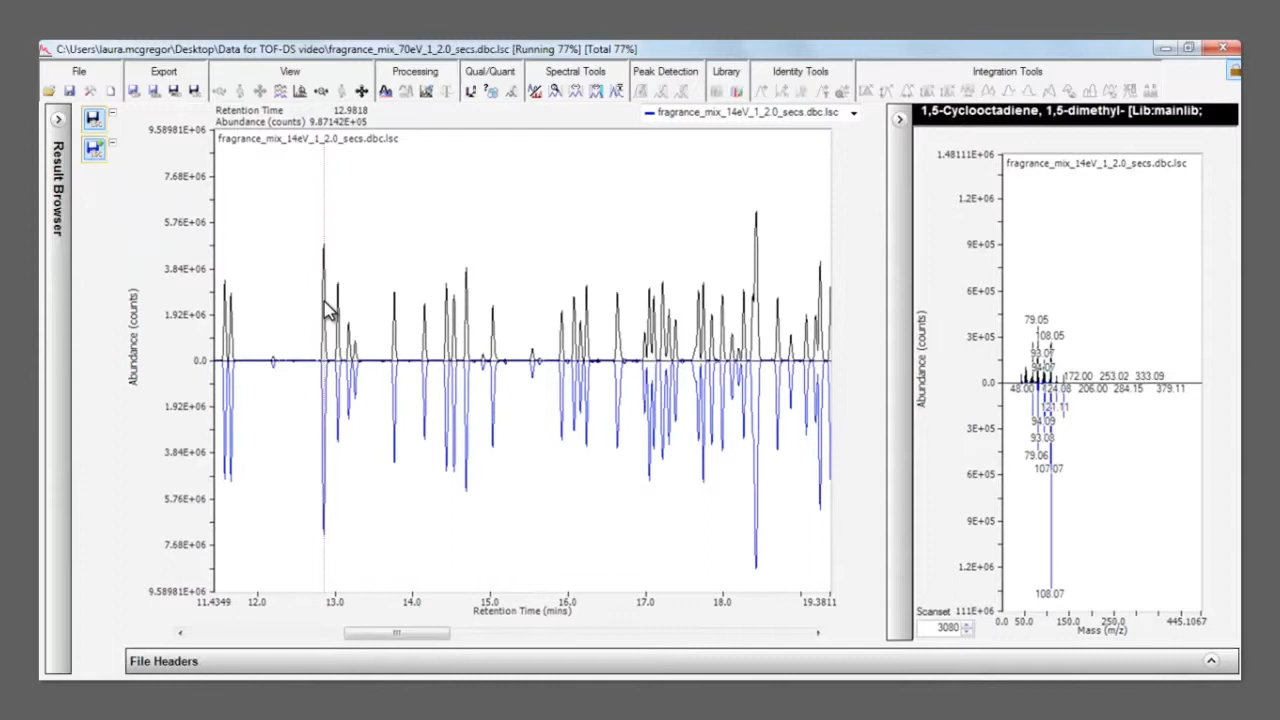 C:\Users\laura.mcgregor\Desktop\Data for TOF-DS video\fragrance_mix_70eV_1_2.0_secs.dbc.lsc [Running 77%] [Total 77%]
File
Export
View
Processing
Qual/Quant
Spectral Tools
Peak Detection
Library
Identity Tools
Integration Tools
Result Browser
Retention Time 12.9818
Abundance (counts) 9.87142E+05
fragrance_mix_14eV_1_2.0_secs.dbc.lsc
fragrance_mix_14eV_1_2.0_secs.dbc.lsc
9.58981E+06
7.68E+06
5.76E+06
3.84E+06
1.92E+06
0.0
1.92E+06
3.84E+06
5.76E+06
7.68E+06
9.58981E+06
Abundance (counts)
11.4349 12.0 13.0 14.0 15.0 16.0 17.0 18.0 19.3811
Retention Time (mins)
1,5-Cyclooctadiene, 1,5-dimethyl- [Lib:mainlib;
fragrance_mix_14eV_1_2.0_secs.dbc.lsc
1.48111E+06
1.2E+06
9E+05
6E+05
3E+05
0.0
3E+05
6E+05
9E+05
1.2E+06
111E+06
Abundance (counts)
79.05
108.05
93.07
172.00 253.02 333.09
48.00 124.08 206.00 284.15 379.11
94.09
93.08
79.06
107.07
108.07
Scanset
3080
0.0 50.0 150.0 250.0 445.1067
Mass (m/z)
File Headers